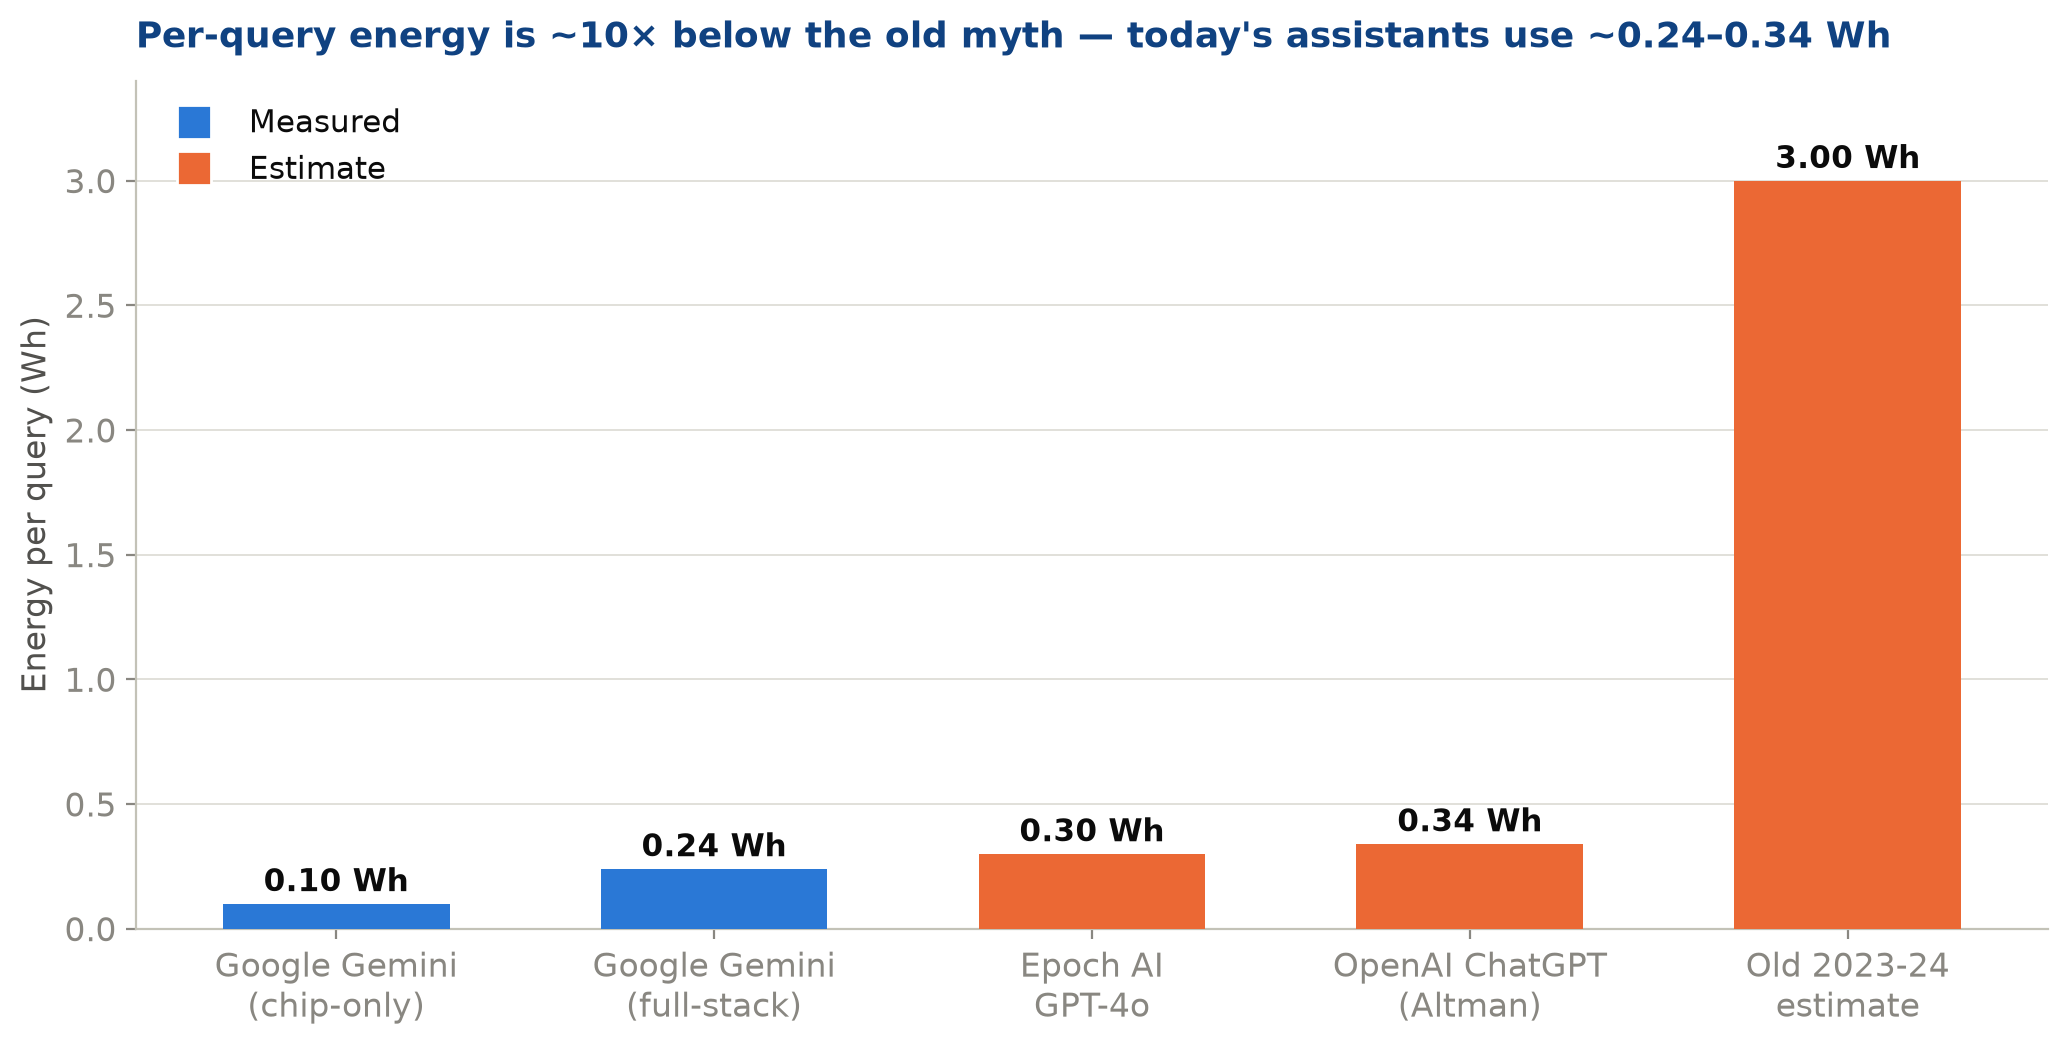 Per-query energy is ~10× below the old myth — today's assistants use ~0.24–0.34 Wh
Measured
Estimate
Energy per query (Wh)
3.0
2.5
2.0
1.5
1.0
0.5
0.0
0.10 Wh
0.24 Wh
0.30 Wh
0.34 Wh
3.00 Wh
Google Gemini
(chip-only)
Google Gemini
(full-stack)
Epoch AI
GPT-4o
OpenAI ChatGPT
(Altman)
Old 2023-24
estimate